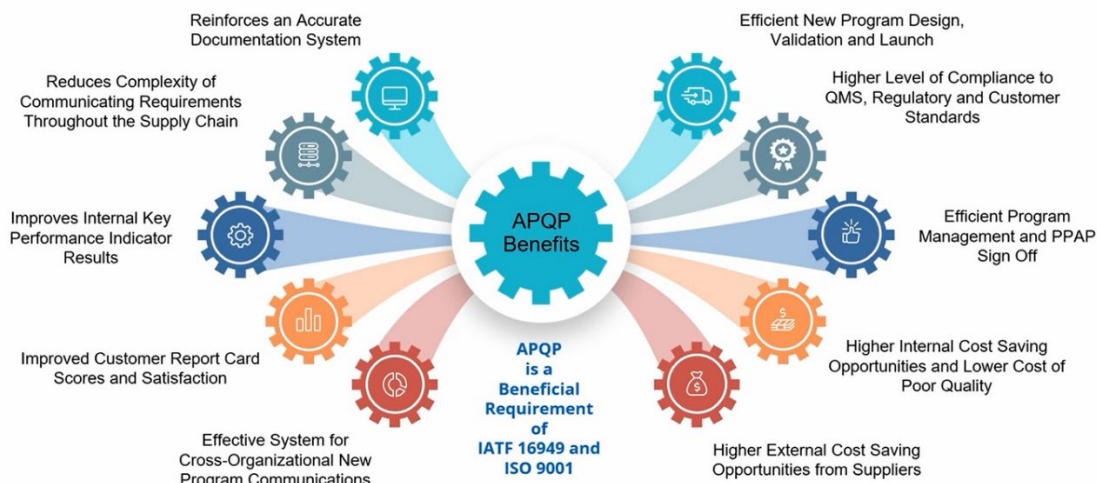 Reinforces an Accurate
Documentation System
Reduces Complexity of
Communicating Requirements
Throughout the Supply Chain
Improves Internal Key
Performance Indicator
Results
Improved Customer Report Card
Scores and Satisfaction
Effective System for
Cross-Organizational New
Program Communications
APQP
Benefits
APQP
is a
Beneficial
Requirement
of
IATF 16949 and
ISO 9001
Efficient New Program Design,
Validation and Launch
Higher Level of Compliance to
QMS, Regulatory and Customer
Standards
Efficient Program
Management and PPAP
Sign Off
$
Higher Internal Cost Saving
Opportunities and Lower Cost of
Poor Quality
$
Higher External Cost Saving
Opportunities from Suppliers